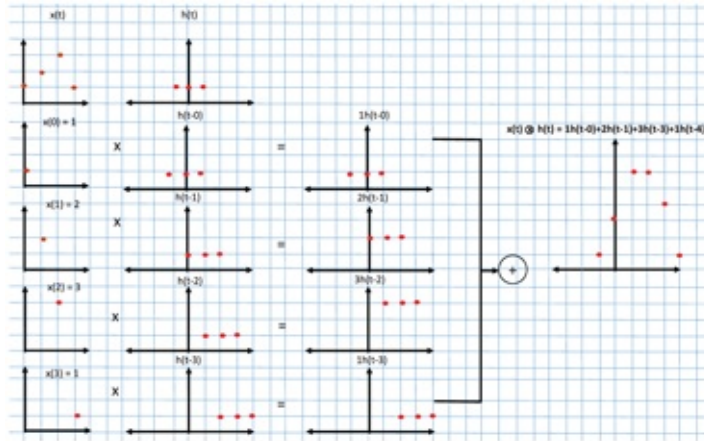 x(t) h(t)
h(t-0) 1h(t-0)
x(0) = 1
x(t) @ h(t) = 1h(t-0)+2h(t-1)+3h(t-3)+1h(t-4)
X =
h(t-1) 2h(t-1)
x(1) = 2
X =
+
h(t-2) 3h(t-2)
x(2) = 3
X =
h(t-3) 1h(t-3)
x(3) = 1
X =